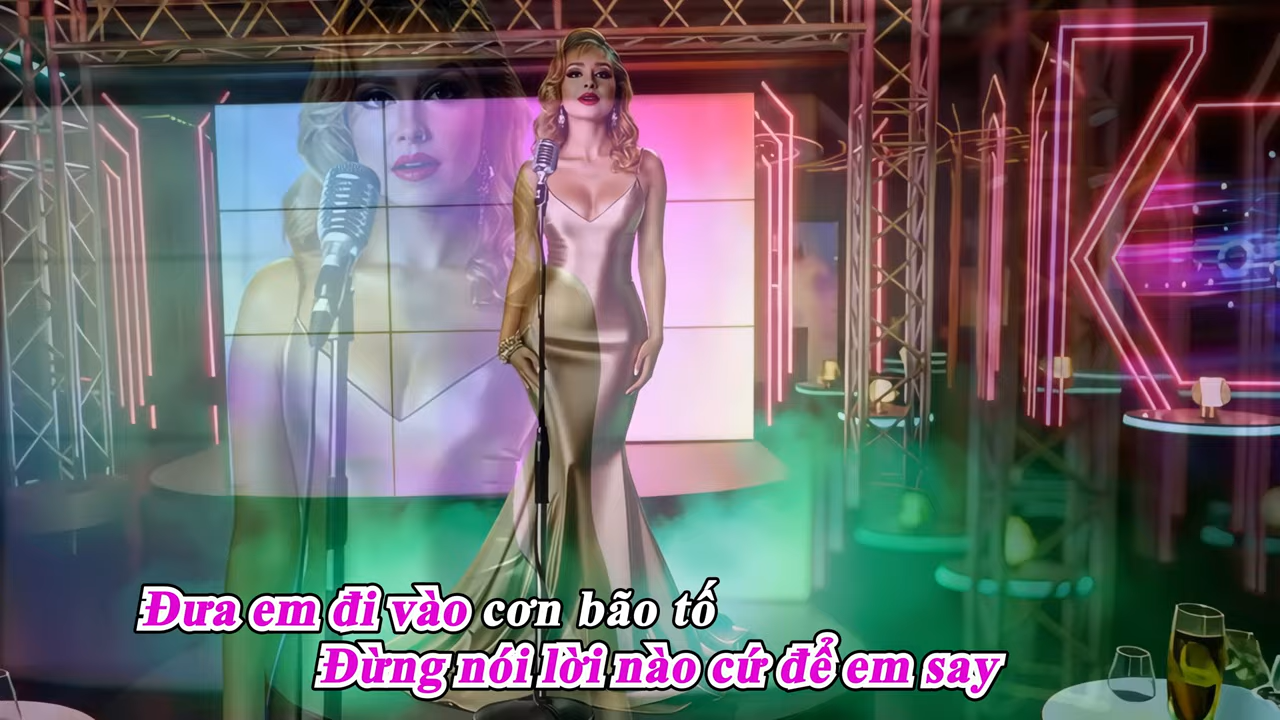 Đưa em đi vào cơn bão tố
Đừng nói lời nào cứ để em say